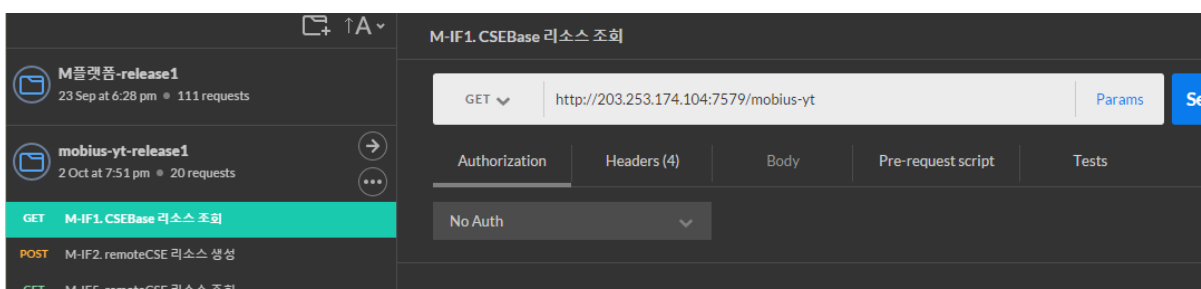 ↑A
M플랫폼-release1
23 Sep at 6:28 pm • 111 requests
mobius-yt-release1
2 Oct at 7:51 pm • 20 requests
GET M-IF1. CSEBase 리소스 조회
POST M-IF2. remoteCSE 리소스 생성
M-IF1. CSEBase 리소스 조회
GET http://203.253.174.104:7579/mobius-yt Params Se
Authorization Headers (4) Body Pre-request script Tests
No Auth